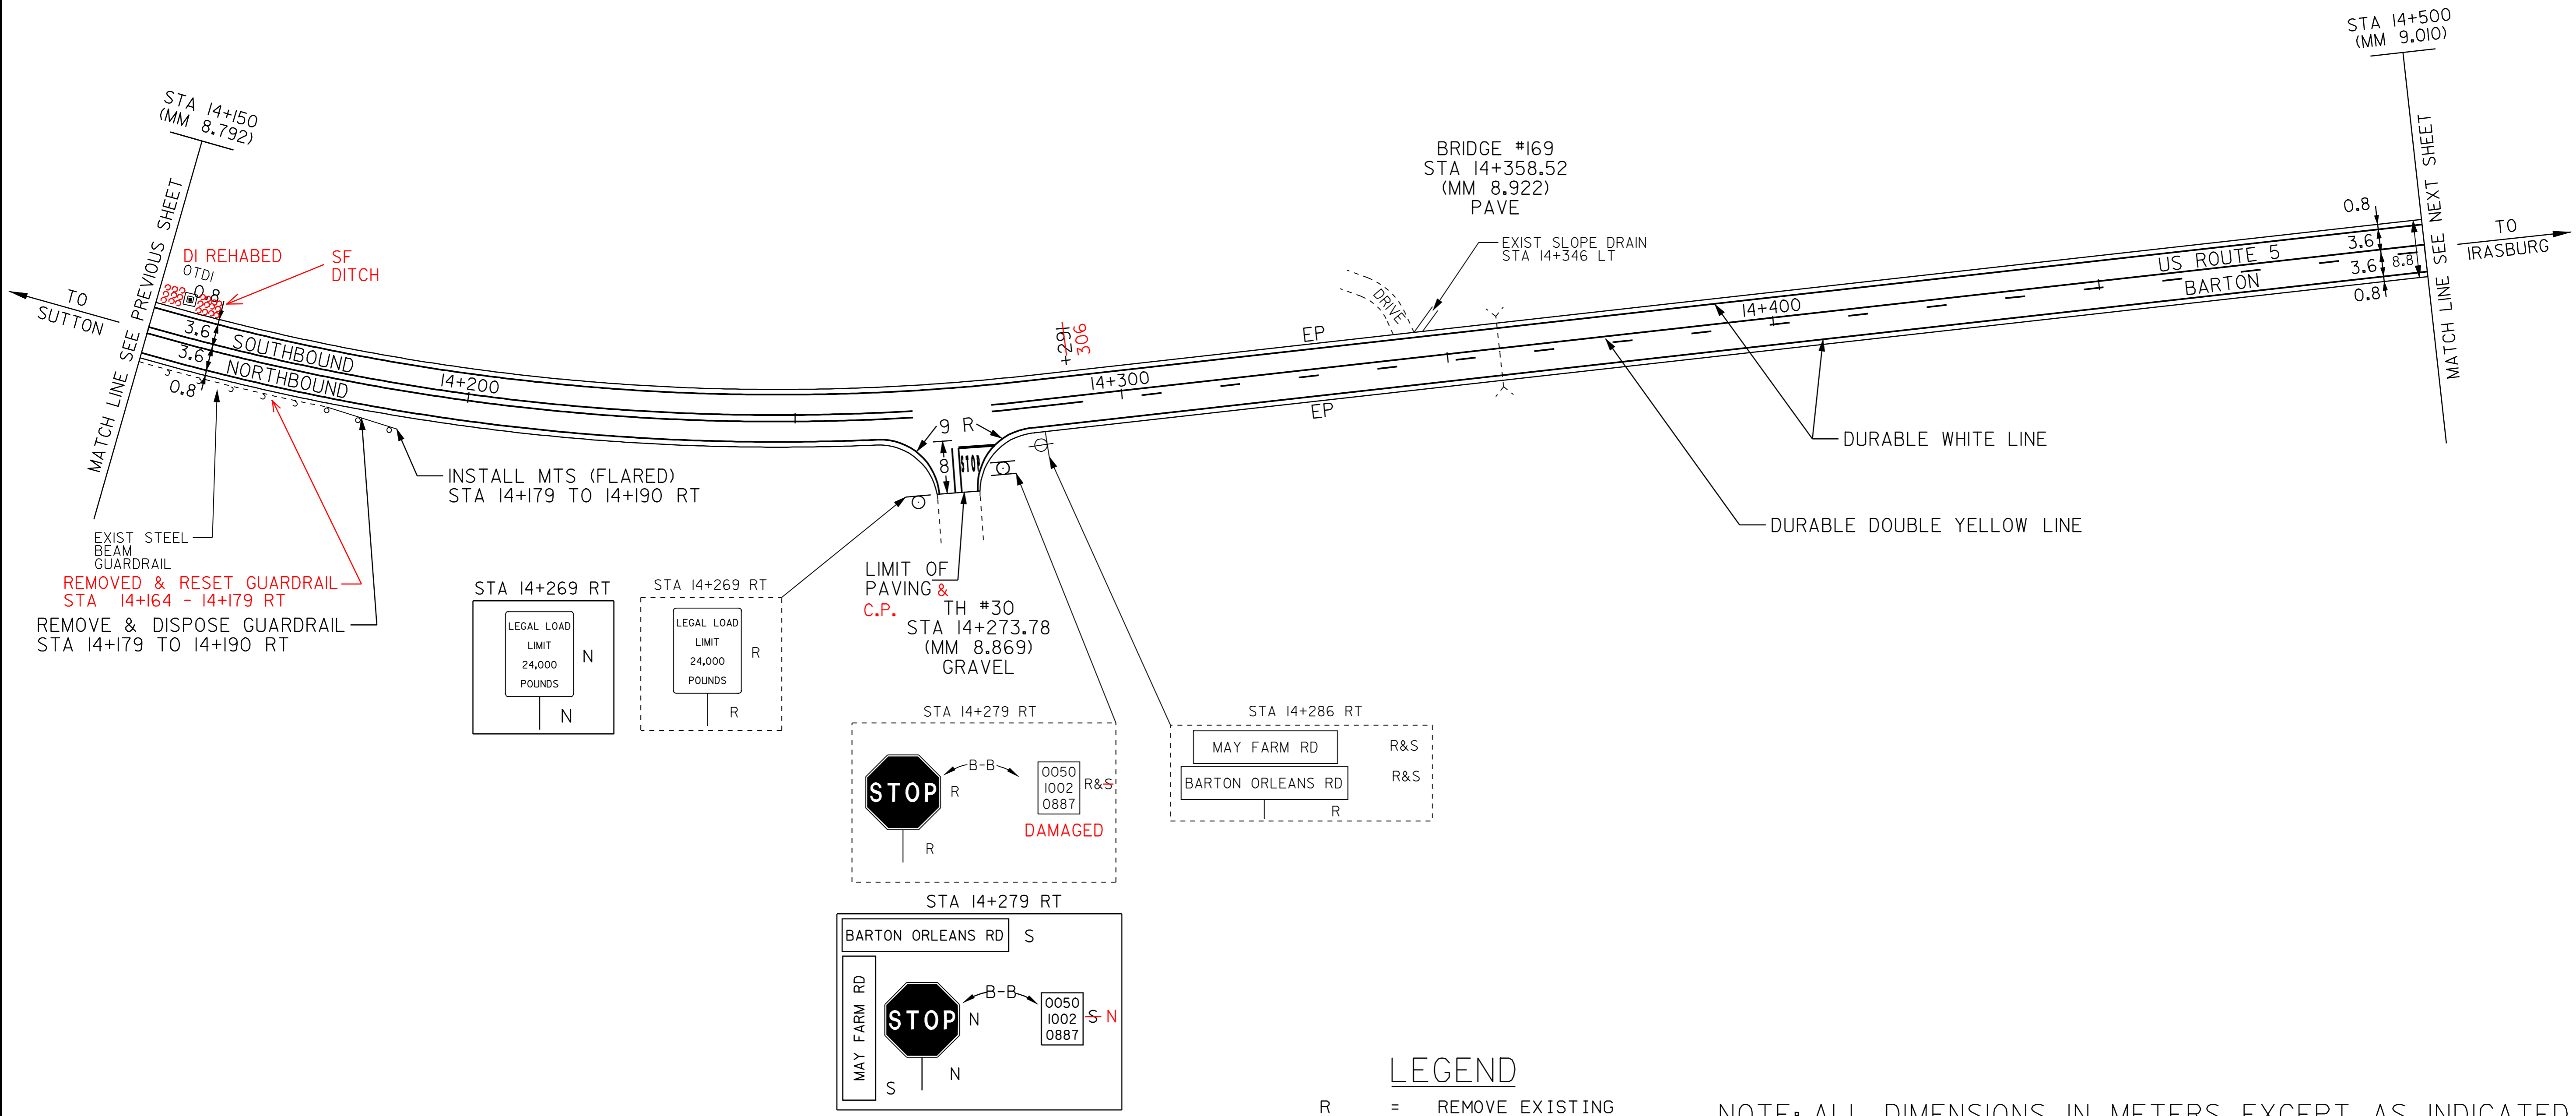 STA 14+150
(MM 8.792)
MATCH LINE SEE PREVIOUS SHEET
TO
SUTTON
DI REHABED
OTDI
SF
DITCH
0.8
3.6
3.6
0.8
SOUTHBOUND
NORTHBOUND
14+200
INSTALL MTS (FLARED)
STA 14+179 TO 14+190 RT
EXIST STEEL
BEAM
GUARDRAIL
REMOVED & RESET GUARDRAIL
STA 14+164 - 14+179 RT
REMOVE & DISPOSE GUARDRAIL
STA 14+179 TO 14+190 RT
9 R
8
STOP
+291
306
14+300
EP
EP
DRIVE
BRIDGE #169
STA 14+358.52
(MM 8.922)
PAVE
EXIST SLOPE DRAIN
STA 14+346 LT
14+400
US ROUTE 5
BARTON
0.8
3.6
3.6
8.8
0.8
STA 14+500
(MM 9.010)
MATCH LINE SEE NEXT SHEET
TO
IRASBURG
DURABLE WHITE LINE
DURABLE DOUBLE YELLOW LINE
LIMIT OF
PAVING &
C.P.
TH #30
STA 14+273.78
(MM 8.869)
GRAVEL
STA 14+269 RT
LEGAL LOAD
LIMIT
24,000
POUNDS
N
N
STA 14+269 RT
LEGAL LOAD
LIMIT
24,000
POUNDS
R
R
STA 14+279 RT
STOP
R
R
B-B
0050
1002
0887
R&S
DAMAGED
STA 14+286 RT
MAY FARM RD R&S
BARTON ORLEANS RD R&S
R
STA 14+279 RT
BARTON ORLEANS RD S
MAY FARM RD
S
STOP
N
N
B-B
0050
1002
0887
S N
LEGEND
R = REMOVE EXISTING
NOTE: ALL DIMENSIONS IN METERS EXCEPT AS INDICATED